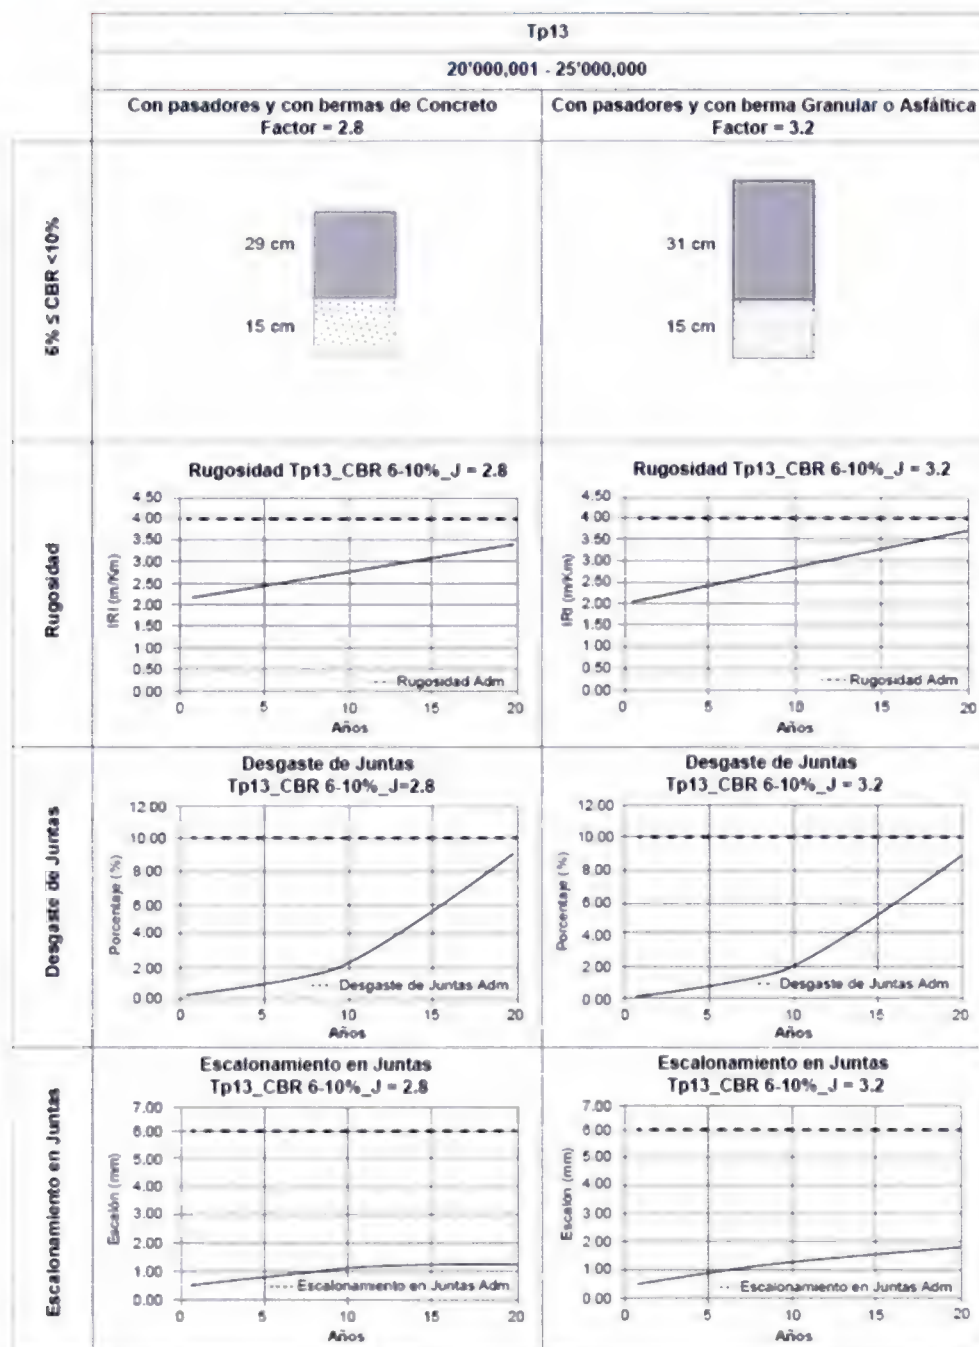 Tp13
20'000,001 - 25'000,000
Con pasadores y con bermas de Concreto
Factor = 2.8
Con pasadores y con berma Granular o Asfáltica
Factor = 3.2
6% ≤ CBR <10%
29 cm
15 cm
31 cm
15 cm
Rugosidad
Rugosidad Tp13_CBR 6-10%_J = 2.8
IRI (m/Km)
4.50
4.00
3.50
3.00
2.50
2.00
1.50
1.00
0.50
0.00
Rugosidad Adm
0 5 10 15 20
Años
Rugosidad Tp13_CBR 6-10%_J = 3.2
IRI (m/Km)
4.50
4.00
3.50
3.00
2.50
2.00
1.50
1.00
0.50
0.00
Rugosidad Adm
0 5 10 15 20
Años
Desgaste de Juntas
Desgaste de Juntas
Tp13_CBR 6-10%_J=2.8
Porcentaje (%)
12.00
10.00
8.00
6.00
4.00
2.00
0.00
Desgaste de Juntas Adm
0 5 10 15 20
Años
Desgaste de Juntas
Tp13_CBR 6-10%_J = 3.2
Porcentaje (%)
12.00
10.00
8.00
6.00
4.00
2.00
0.00
Desgaste de Juntas Adm
0 5 10 15 20
Años
Escalonamiento en Juntas
Escalonamiento en Juntas
Tp13_CBR 6-10%_J = 2.8
Escalón (mm)
7.00
6.00
5.00
4.00
3.00
2.00
1.00
0.00
Escalonamiento en Juntas Adm
0 5 10 15 20
Años
Escalonamiento en Juntas
Tp13_CBR 6-10%_J = 3.2
Escalón (mm)
7.00
6.00
5.00
4.00
3.00
2.00
1.00
0.00
Escalonamiento en Juntas Adm
0 5 10 15 20
Años